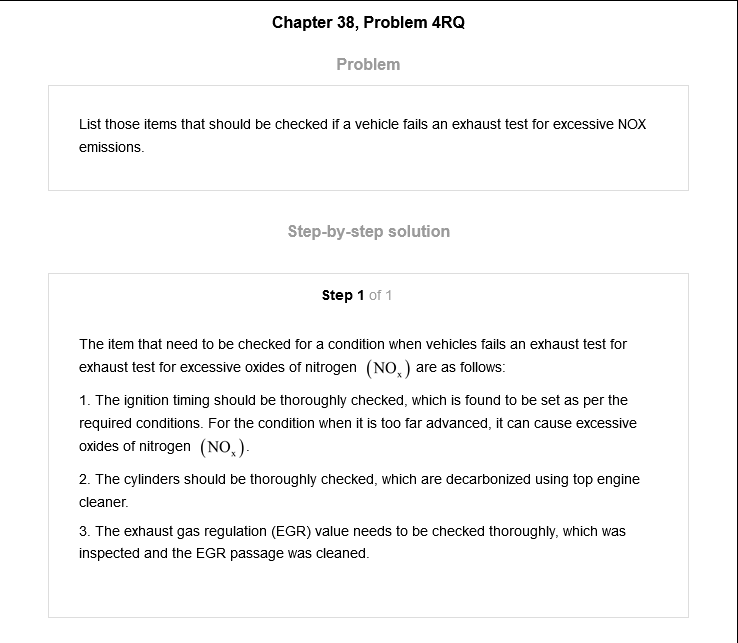 Chapter 38, Problem 4RQ
Problem
List those items that should be checked if a vehicle fails an exhaust test for excessive NOX
emissions.
Step-by-step solution
Step 1 of 1
The item that need to be checked for a condition when vehicles fails an exhaust test for
exhaust test for excessive oxides of nitrogen (NOₓ) are as follows:
1. The ignition timing should be thoroughly checked, which is found to be set as per the
required conditions. For the condition when it is too far advanced, it can cause excessive
oxides of nitrogen (NOₓ).
2. The cylinders should be thoroughly checked, which are decarbonized using top engine
cleaner.
3. The exhaust gas regulation (EGR) value needs to be checked thoroughly, which was
inspected and the EGR passage was cleaned.